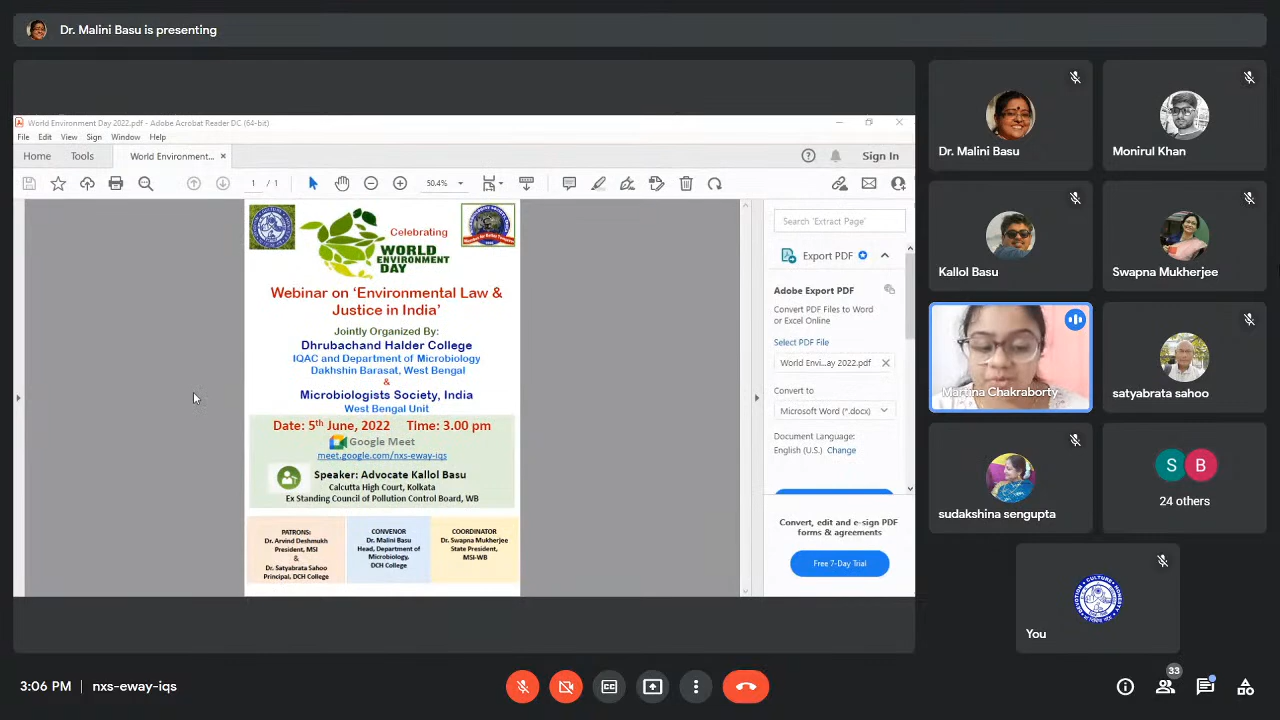 Dr. Malini Basu is presenting
World Environment Day 2022.pdf - Adobe Acrobat Reader DC (64-bit)
File Edit View Sign Window Help
Home Tools World Environment... × Sign In
1 / 1 50.4%
Celebrating
WORLD
ENVIRONMENT
DAY
Webinar on ‘Environmental Law &
Justice in India’
Jointly Organized By:
Dhrubachand Halder College
IQAC and Department of Microbiology
Dakhshin Barasat, West Bengal
&
Microbiologists Society, India
West Bengal Unit
Date: 5th June, 2022 Time: 3.00 pm
Google Meet
meet.google.com/nxs-eway-iqs
Speaker: Advocate Kallol Basu
Calcutta High Court, Kolkata
Ex Standing Council of Pollution Control Board, WB
PATRONS:
Dr. Arvind Deshmukh
President, MSI
&
Dr. Satyabrata Sahoo
Principal, DCH College
CONVENOR
Dr. Malini Basu
Head, Department of
Microbiology,
DCH College
COORDINATOR
Dr. Swapna Mukherjee
State President,
MSI-WB
Search 'Extract Page'
Export PDF
Adobe Export PDF
Convert PDF Files to Word
or Excel Online
Select PDF File
World Envi...ay 2022.pdf
Convert to
Microsoft Word (*.docx)
Document Language:
English (U.S.) Change
Convert, edit and e-sign PDF
forms & agreements
Free 7-Day Trial
Dr. Malini Basu
Monirul Khan
Kallol Basu
Swapna Mukherjee
Martina Chakraborty
satyabrata sahoo
sudakshina sengupta
S B
24 others
You
3:06 PM | nxs-eway-iqs
CC
33